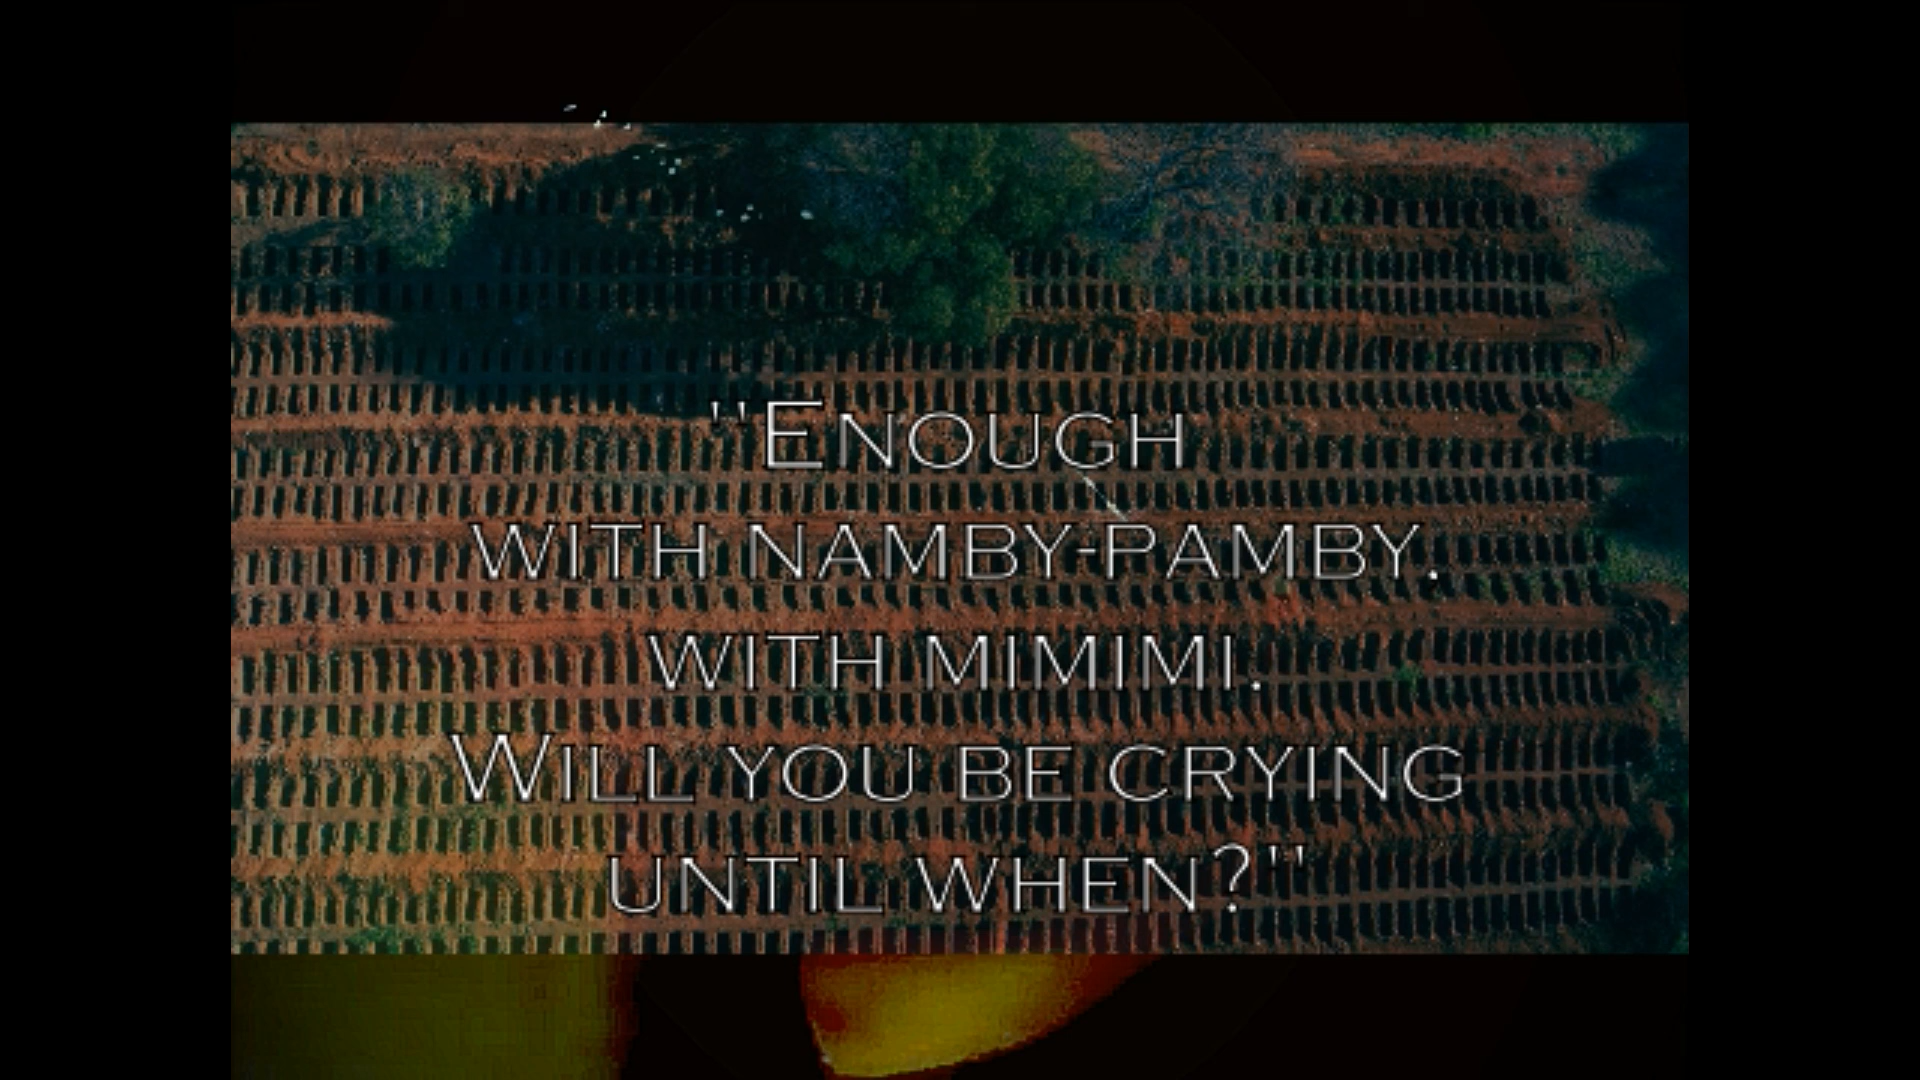 "Enough
with namby-pamby.
with mimimi.
Will you be crying
until when?"